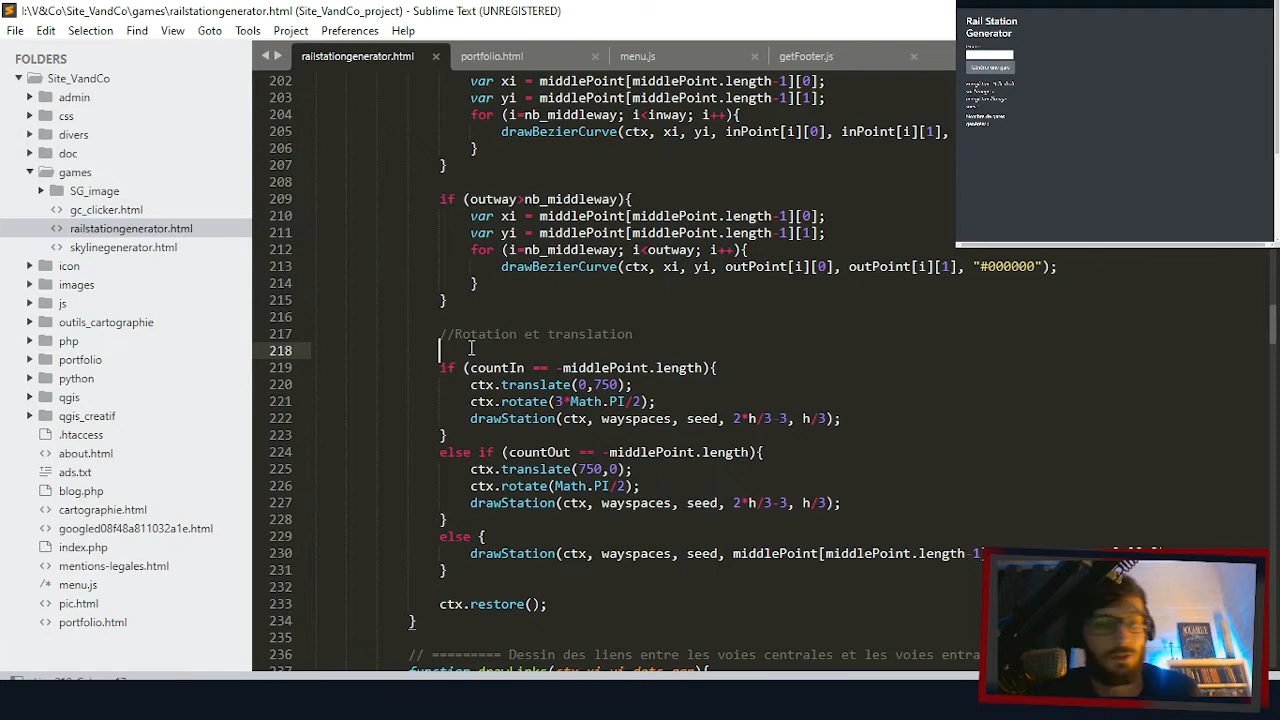 I:\V&Co\Site_VandCo\games\railstationgenerator.html (Site_VandCo_project) - Sublime Text (UNREGISTERED)
File Edit Selection Find View Goto Tools Project Preferences Help
FOLDERS
Site_VandCo
admin
css
divers
doc
games
SG_image
gc_clicker.html
railstationgenerator.html
skylinegenerator.html
icon
images
js
outils_cartographie
php
portfolio
python
qgis
qgis_creatif
.htaccess
about.html
ads.txt
blog.php
cartographie.html
googled08f48a811032a1e.html
index.php
mentions-legales.html
menu.js
pic.html
portfolio.html
railstationgenerator.html portfolio.html menu.js getFooter.js
202 var xi = middlePoint[middlePoint.length-1][0];
203 var yi = middlePoint[middlePoint.length-1][1];
204 for (i=nb_middleway; i<inway; i++){
205 drawBezierCurve(ctx, xi, yi, inPoint[i][0], inPoint[i][1],
206 }
207 }
208
209 if (outway>nb_middleway){
210 var xi = middlePoint[middlePoint.length-1][0];
211 var yi = middlePoint[middlePoint.length-1][1];
212 for (i=nb_middleway; i<outway; i++){
213 drawBezierCurve(ctx, xi, yi, outPoint[i][0], outPoint[i][1], "#000000");
214 }
215 }
216
217 //Rotation et translation
218
219 if (countIn == -middlePoint.length){
220 ctx.translate(0,750);
221 ctx.rotate(3*Math.PI/2);
222 drawStation(ctx, wayspaces, seed, 2*h/3-3, h/3);
223 }
224 else if (countOut == -middlePoint.length){
225 ctx.translate(750,0);
226 ctx.rotate(Math.PI/2);
227 drawStation(ctx, wayspaces, seed, 2*h/3-3, h/3);
228 }
229 else {
230 drawStation(ctx, wayspaces, seed, middlePoint[middlePoint.length-1]
231 }
232
233 ctx.restore();
234 }
235
236 // ========= Dessin des liens entre les voies centrales et les voies entra
237 function drawLinks(ctx,xi,yi,dots,gap){
Rail Station
Generator
Nombre de gares